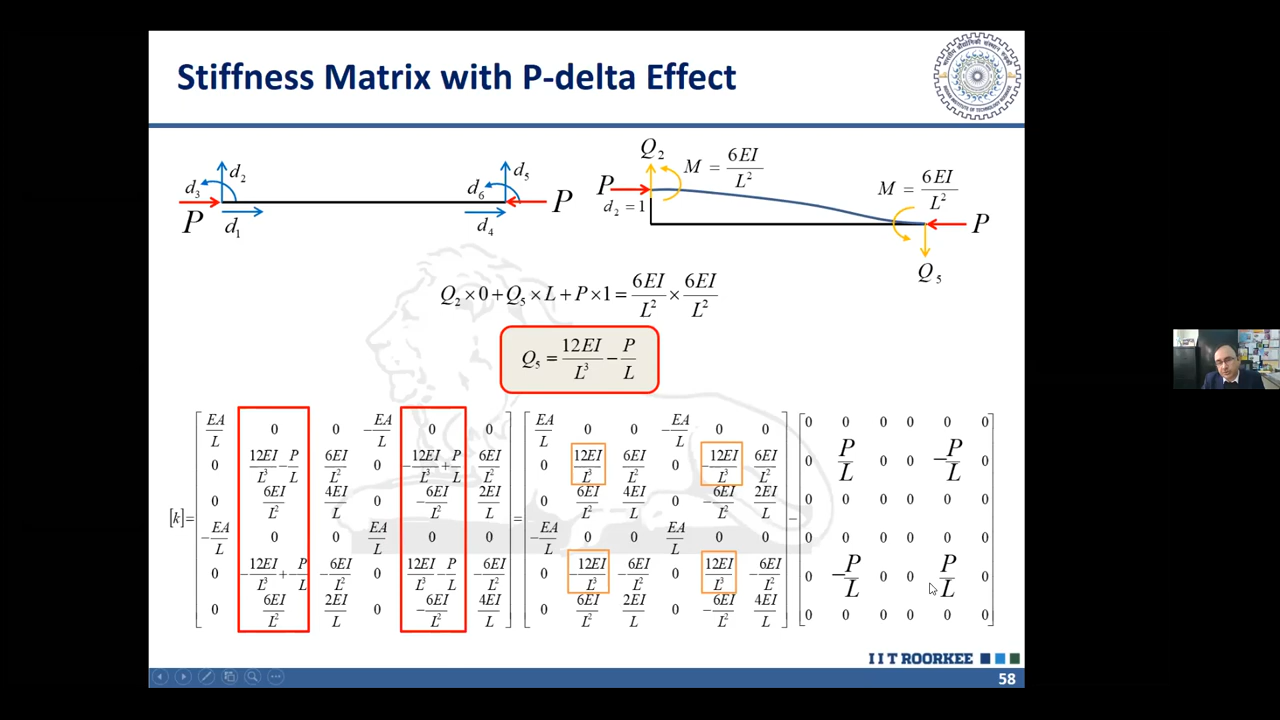 Stiffness Matrix with P-delta Effect
d₃ d₂ d₆ d₅
P d₁ d₄ P
Q₂ M = 6EI/L²
P d₂ = 1
M = 6EI/L²
P
Q₅
Q₂ × 0 + Q₅ × L + P × 1 = 6EI/L² × 6EI/L²
Q₅ = 12EI/L³ − P/L
[k] = [ EA/L 0 0 −EA/L 0 0 ; 0 12EI/L³ − P/L 6EI/L² 0 −12EI/L³ + P/L 6EI/L² ; 0 6EI/L² 4EI/L 0 −6EI/L² 2EI/L ; −EA/L 0 0 EA/L 0 0 ; 0 −12EI/L³ + P/L −6EI/L² 0 12EI/L³ − P/L −6EI/L² ; 0 6EI/L² 2EI/L 0 −6EI/L² 4EI/L ]
= [ EA/L 0 0 −EA/L 0 0 ; 0 12EI/L³ 6EI/L² 0 −12EI/L³ 6EI/L² ; 0 6EI/L² 4EI/L 0 −6EI/L² 2EI/L ; −EA/L 0 0 EA/L 0 0 ; 0 −12EI/L³ −6EI/L² 0 12EI/L³ −6EI/L² ; 0 6EI/L² 2EI/L 0 −6EI/L² 4EI/L ]
− [ 0 0 0 0 0 0 ; 0 P/L 0 0 −P/L 0 ; 0 0 0 0 0 0 ; 0 0 0 0 0 0 ; 0 −P/L 0 0 P/L 0 ; 0 0 0 0 0 0 ]
I I T ROORKEE
58